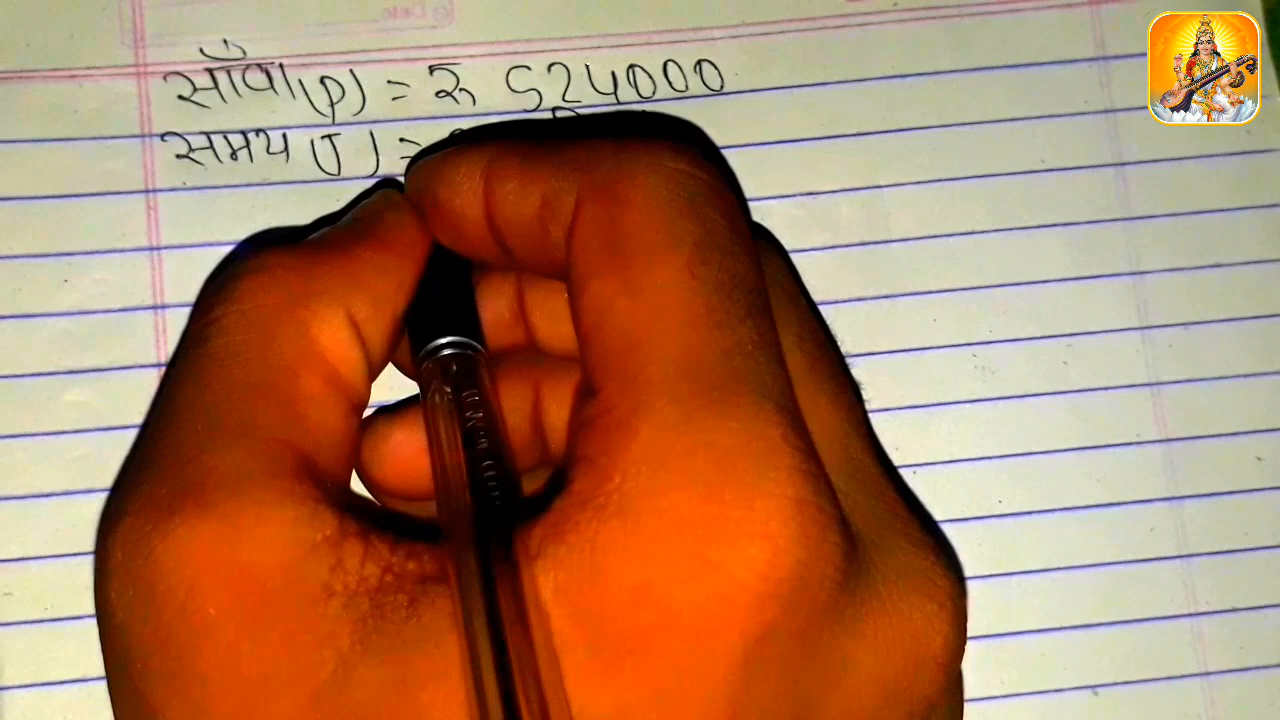 साँवा (P) = रु 524000
समय (T) =